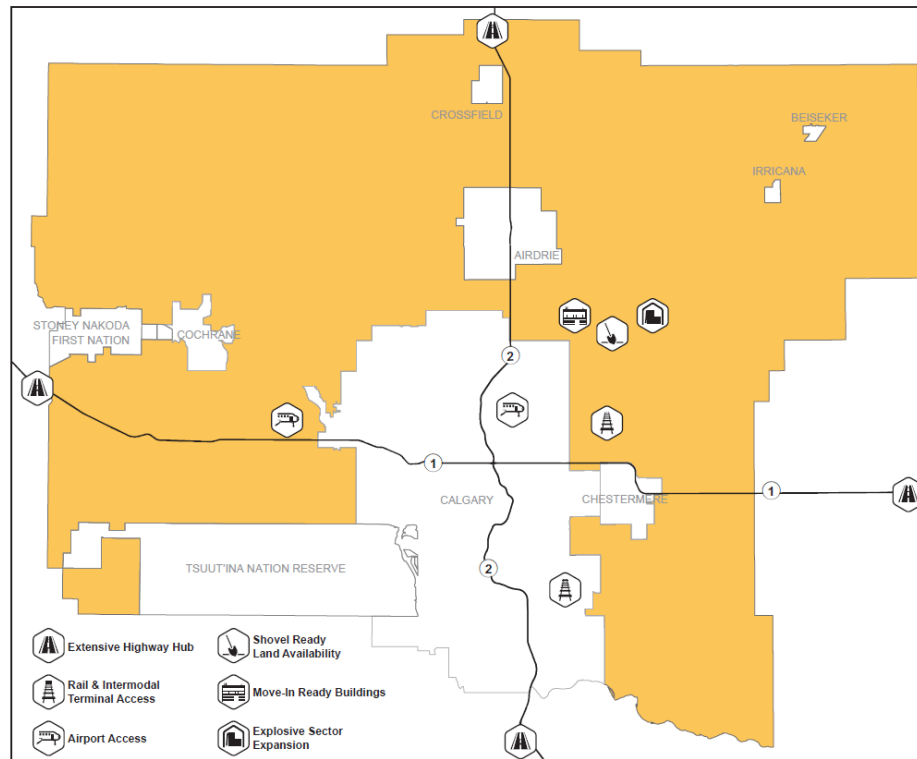 CROSSFIELD
BEISEKER
IRRICANA
AIRDRIE
STONEY NAKODA
FIRST NATION
COCHRANE
2
1
CALGARY
CHESTERMERE
1
2
TSUUT'INA NATION RESERVE
Extensive Highway Hub
Rail & Intermodal
Terminal Access
Airport Access
Shovel Ready
Land Availability
Move-In Ready Buildings
Explosive Sector
Expansion